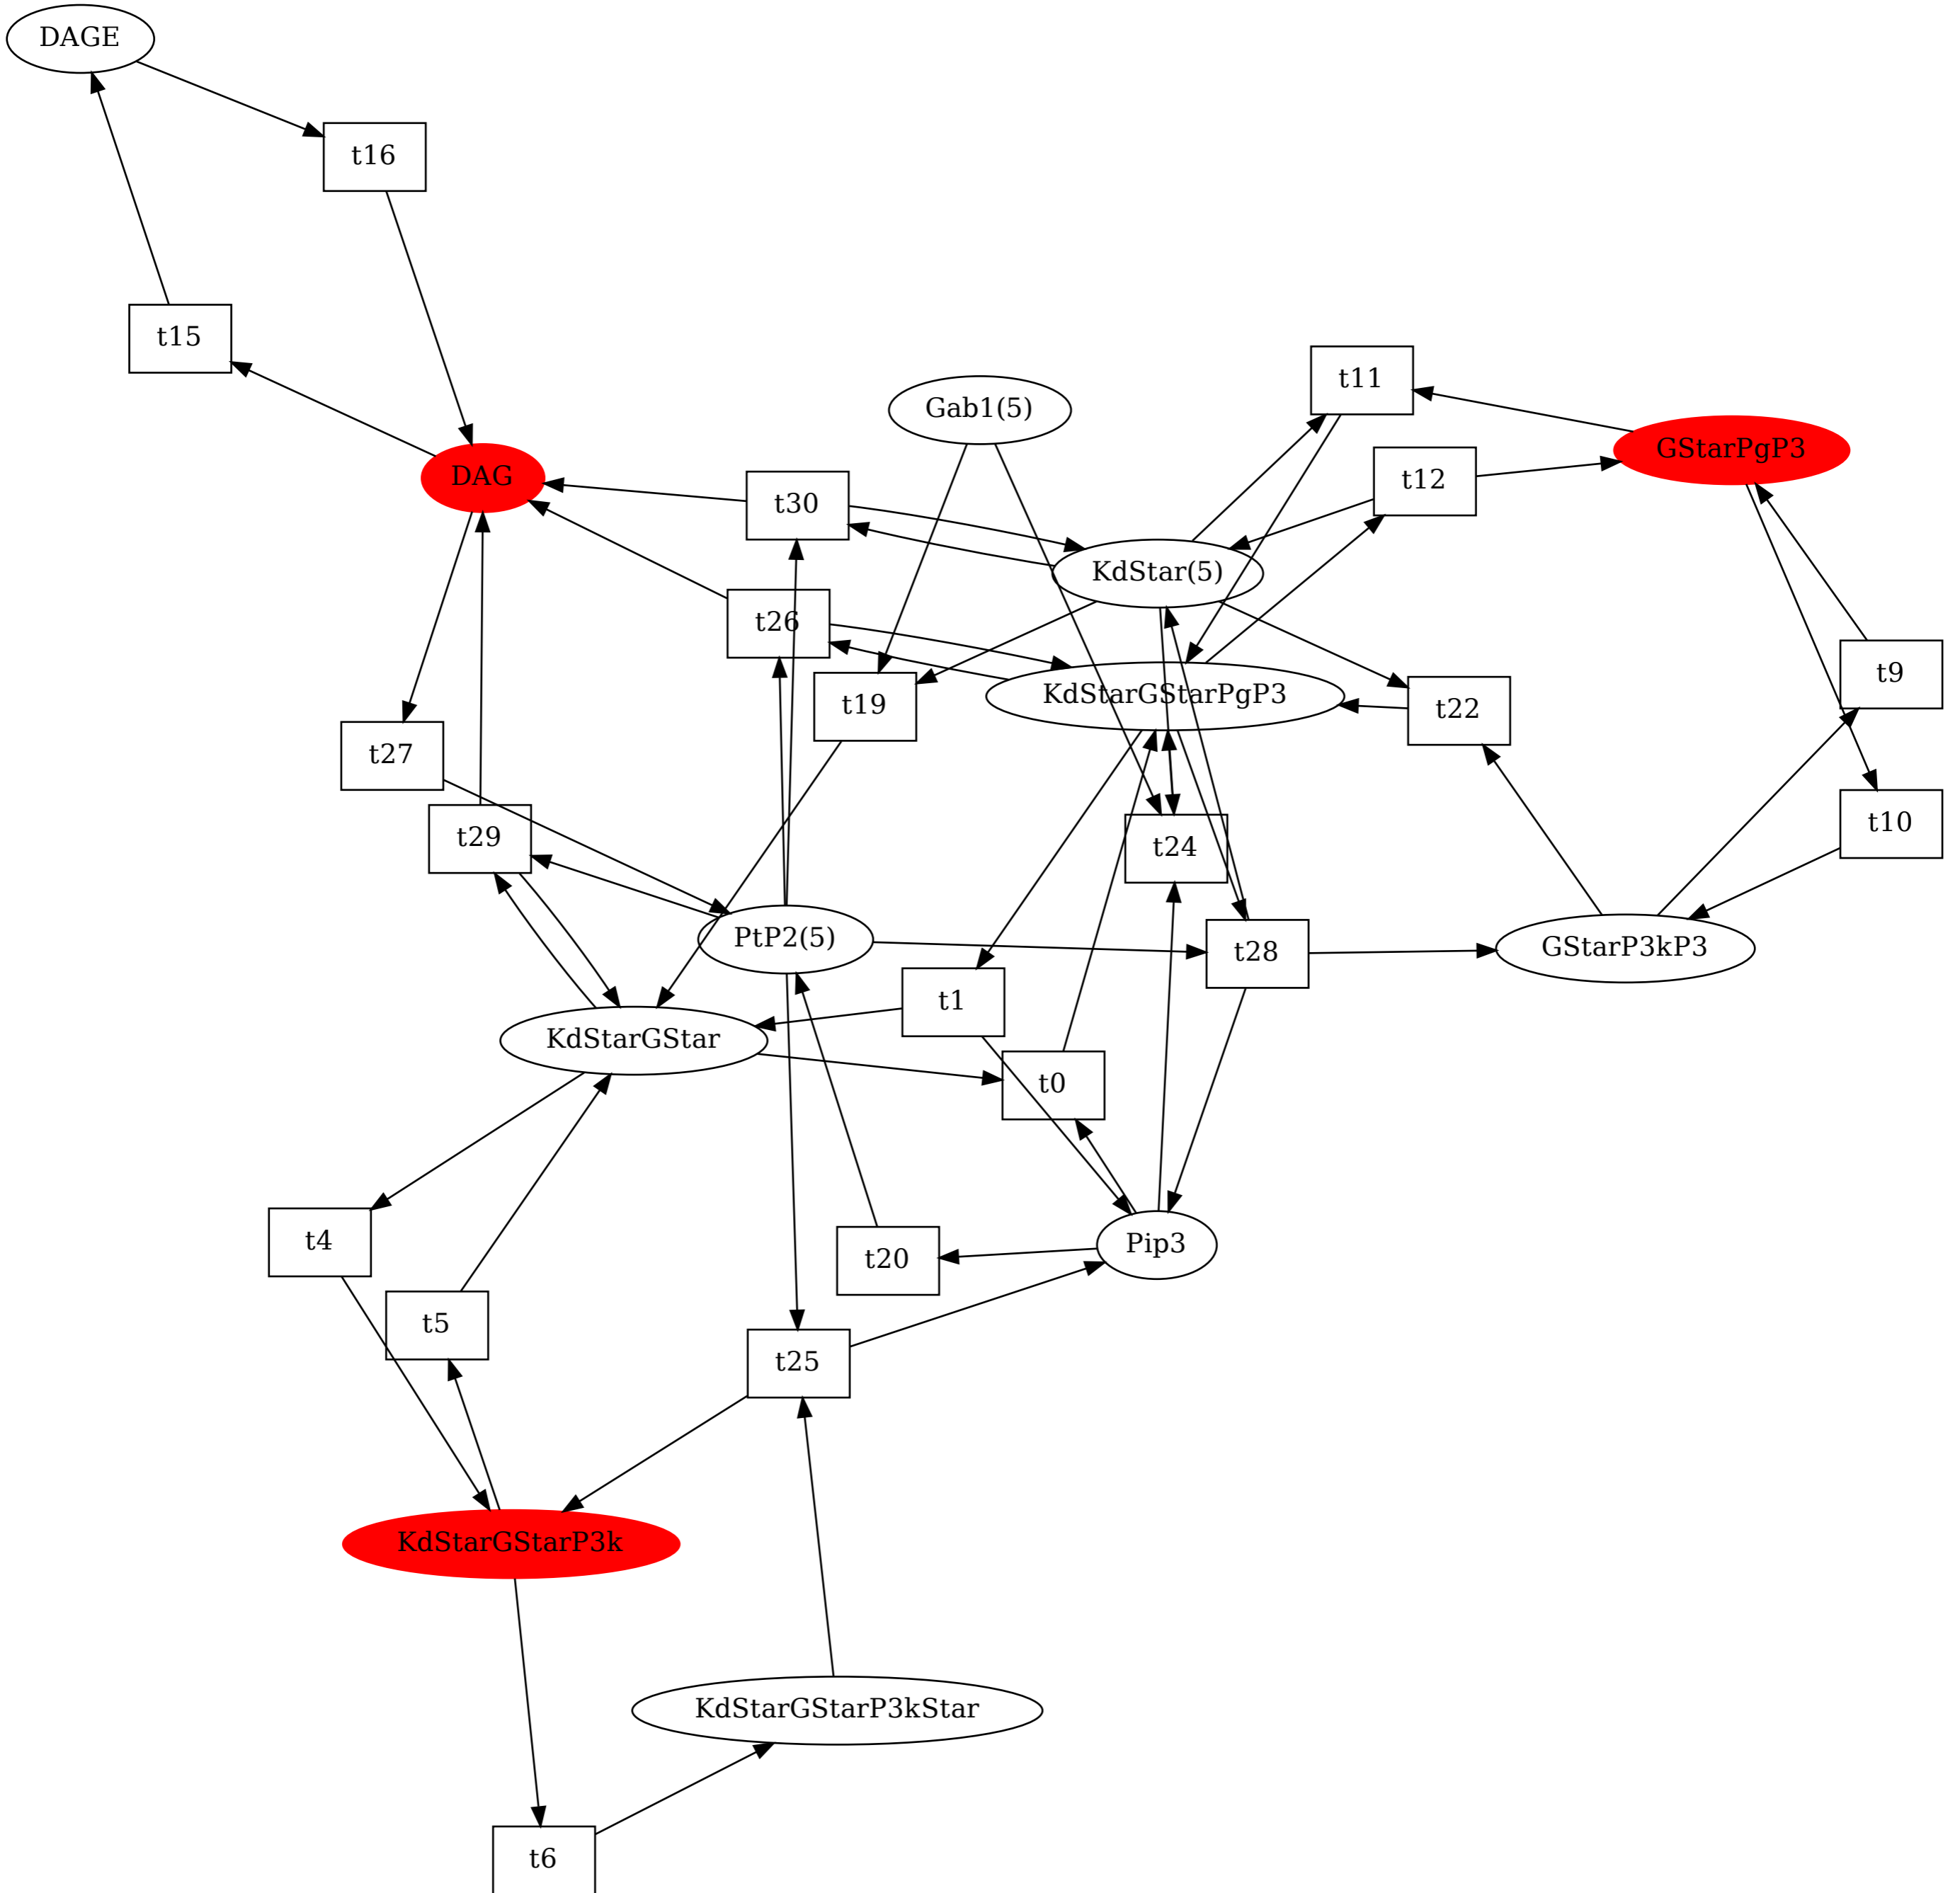 DAGE
t16
t15
t11
Gab1(5)
GStarPgP3
DAG
t12
t30
KdStar(5)
t26
t9
KdStarGStarPgP3
t19
t22
t27
t10
t29
t24
PtP2(5)
GStarP3kP3
t28
t1
KdStarGStar
t0
t4
Pip3
t20
t5
t25
KdStarGStarP3k
KdStarGStarP3kStar
t6